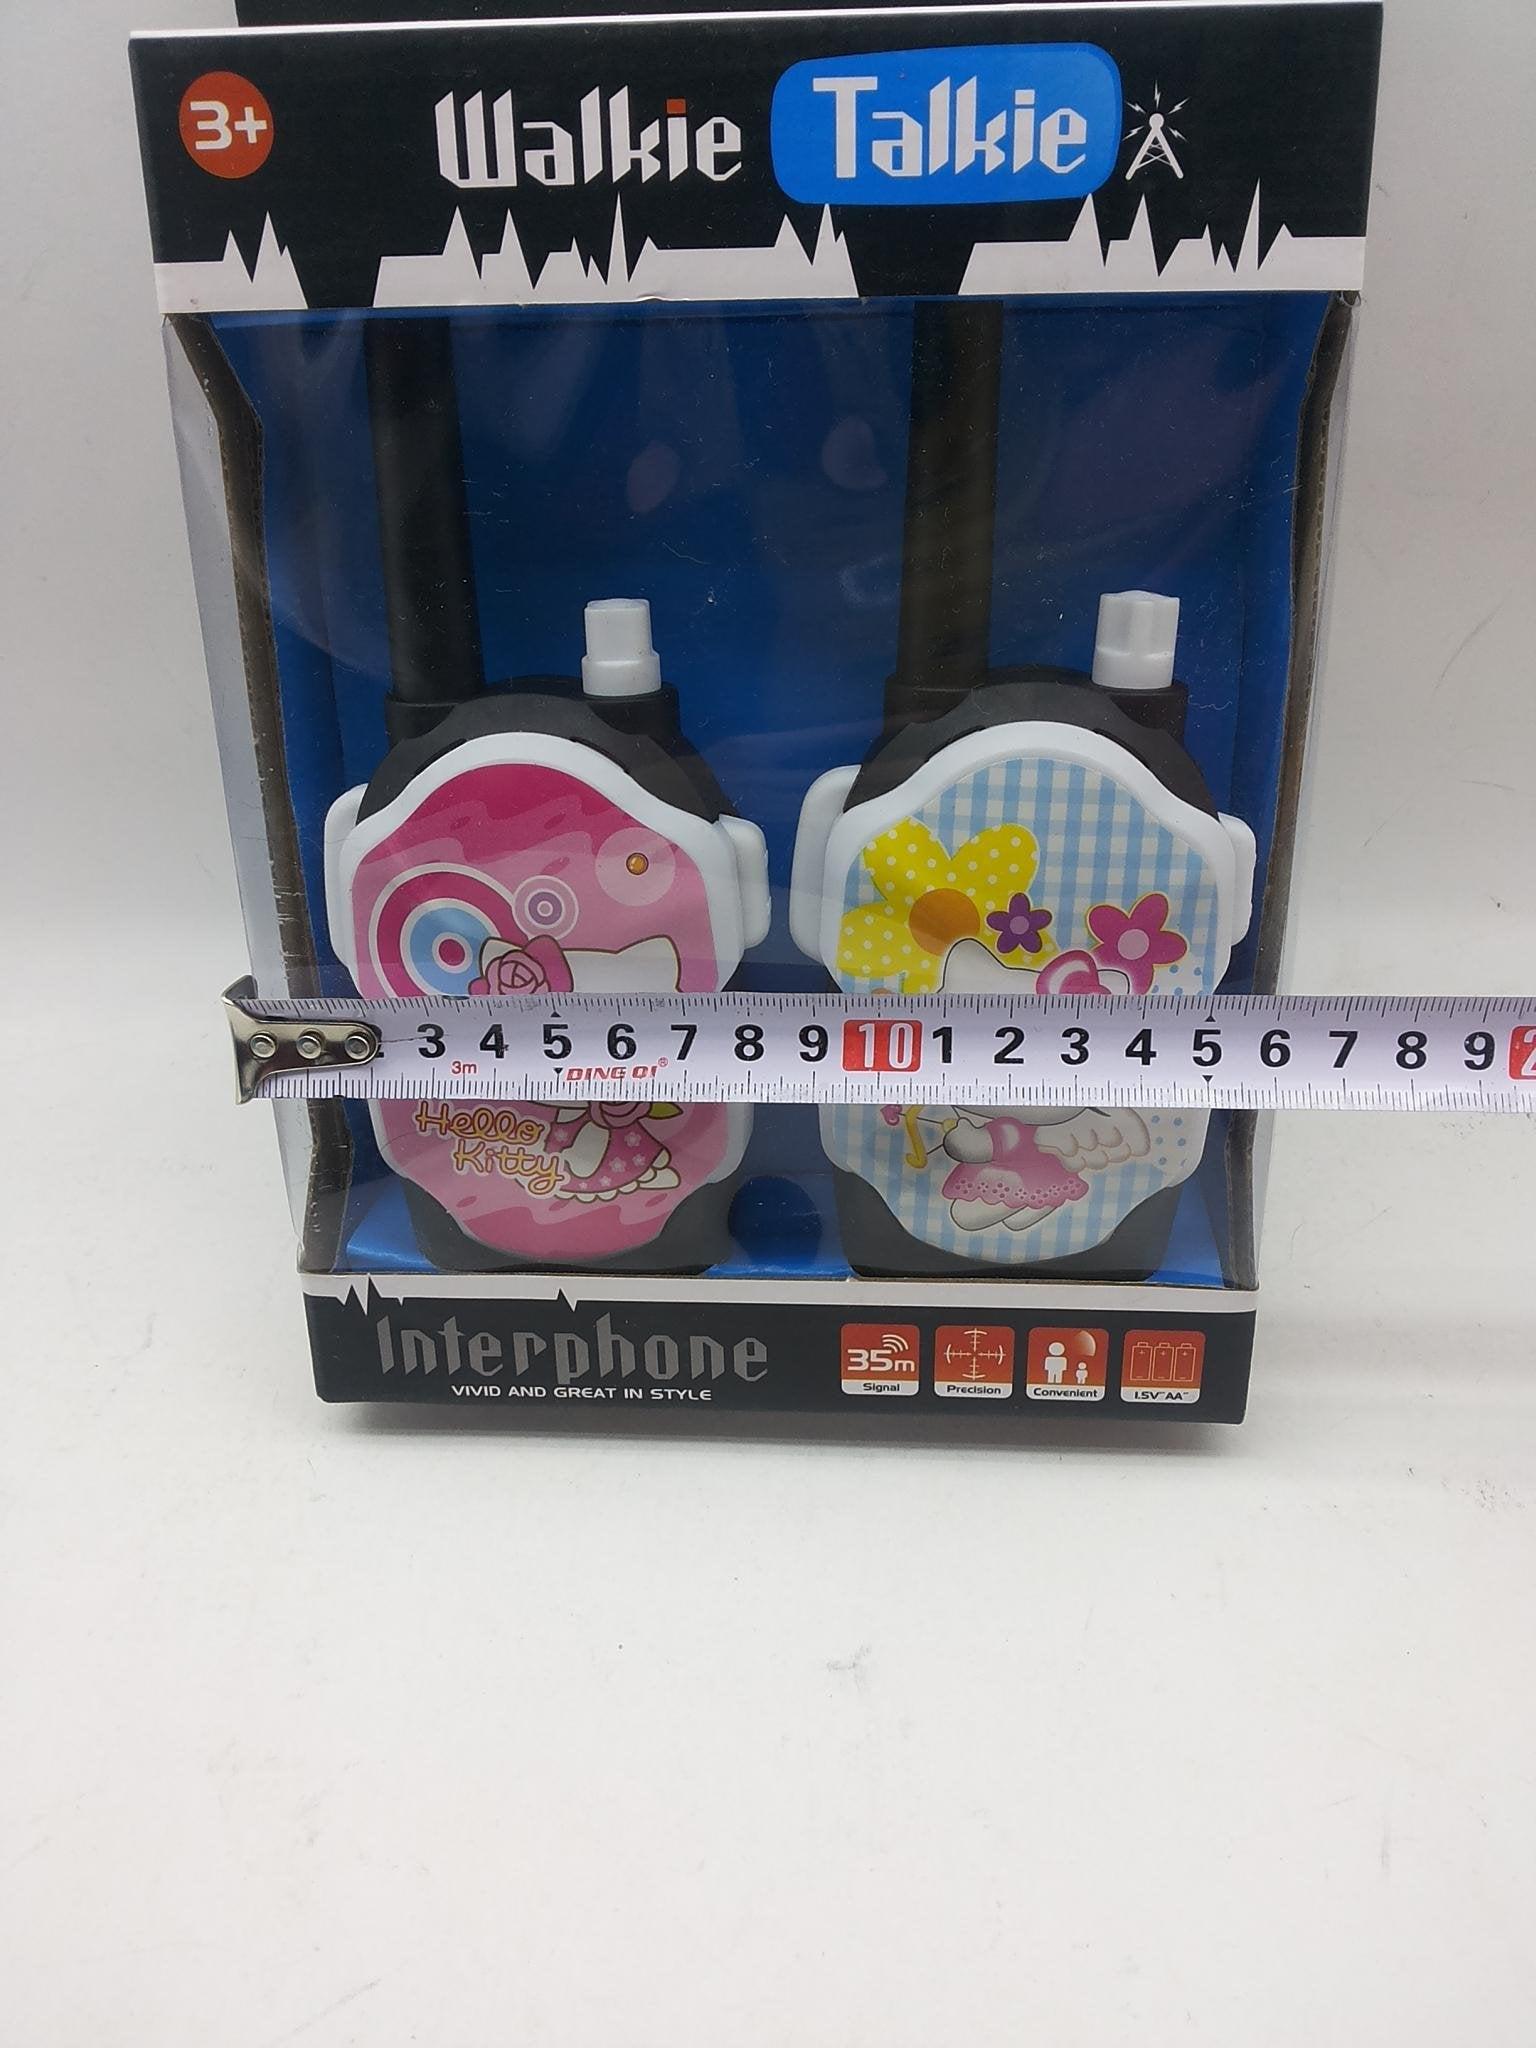 3+
Walkie Talkie
2 3 4 5 6 7 8 9 10 1 2 3 4 5 6 7 8 9 2
3m DING QI®
Hello
Kitty
Interphone
VIVID AND GREAT IN STYLE
35m
Signal
Precision
Convenient
1.5V"AA"